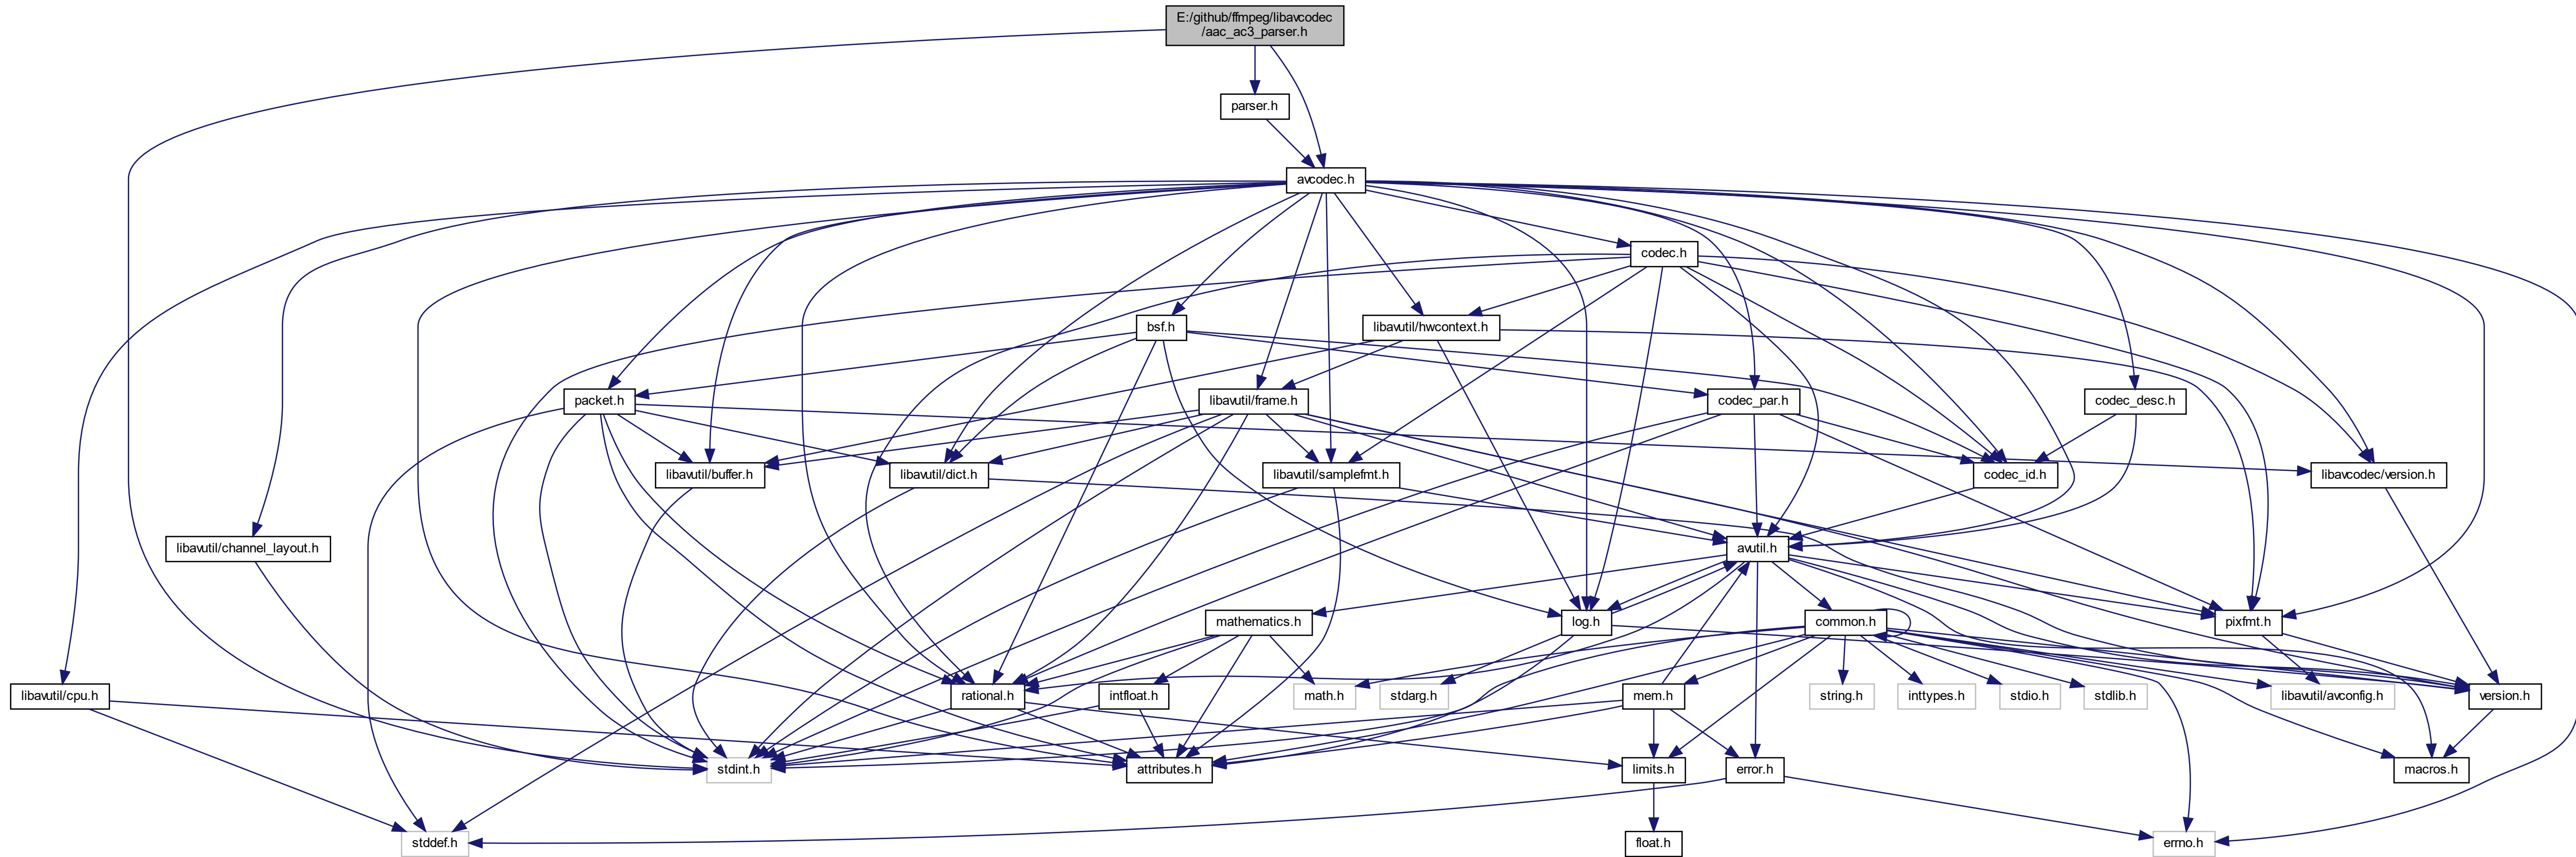 E:/github/ffmpeg/libavcodec
/aac_ac3_parser.h
parser.h
avcodec.h
codec.h
bsf.h
libavutil/hwcontext.h
packet.h
libavutil/frame.h
codec_par.h
codec_desc.h
libavutil/buffer.h
libavutil/dict.h
libavutil/samplefmt.h
codec_id.h
libavcodec/version.h
libavutil/channel_layout.h
avutil.h
mathematics.h
log.h
common.h
pixfmt.h
libavutil/cpu.h
rational.h
intfloat.h
math.h
stdarg.h
mem.h
string.h
inttypes.h
stdio.h
stdlib.h
libavutil/avconfig.h
version.h
stdint.h
attributes.h
limits.h
error.h
macros.h
stddef.h
float.h
errno.h